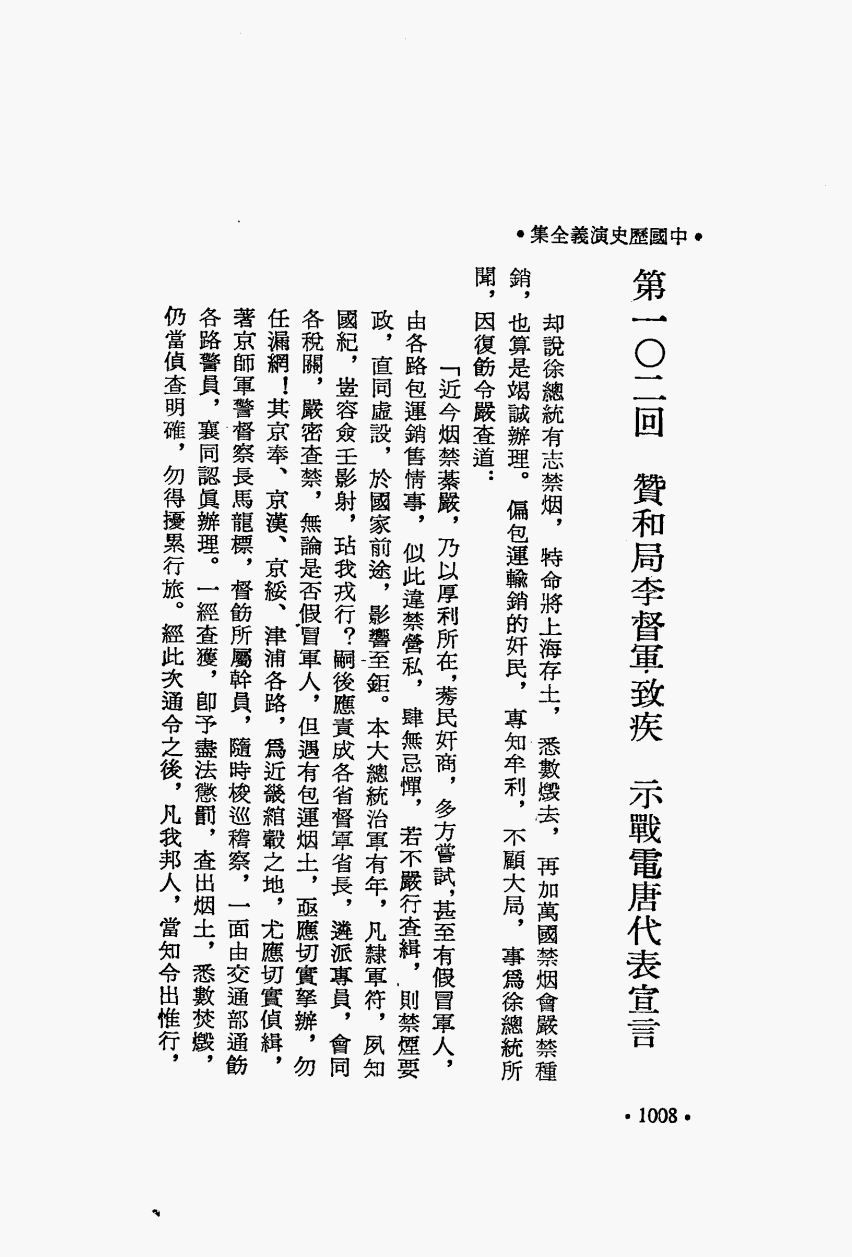 •中國歷史演義全集•
第一〇二回　贊和局李督軍致疾　示戰電唐代表宣言
却說徐總統有志禁烟，特命將上海存土，悉數燬去，再加萬國禁烟會嚴禁種
銷，也算是竭誠辦理。偏包運輸銷的奸民，專知牟利，不顧大局，事爲徐總統所
聞，因復飭令嚴查道：
「近今烟禁綦嚴，乃以厚利所在，莠民奸商，多方嘗試，甚至有假冒軍人，
由各路包運銷售情事，似此違禁營私，肆無忌憚，若不嚴行查緝，則禁煙要
政，直同虛設，於國家前途，影響至鉅。本大總統治軍有年，凡隸軍符，夙知
國紀，豈容僉壬影射，玷我戎行？嗣後應責成各省督軍省長，遴派專員，會同
各稅關，嚴密查禁，無論是否假冒軍人，但遇有包運烟土，亟應切實拏辦，勿
任漏網！其京奉、京漢、京綏、津浦各路，爲近畿綰轂之地，尤應切實偵緝，
著京師軍警督察長馬龍標，督飭所屬幹員，隨時梭巡稽察，一面由交通部通飭
各路警員，襄同認眞辦理。一經查獲，卽予盡法懲罰，查出烟土，悉數焚燬，
仍當偵查明確，勿得擾累行旅。經此次通令之後，凡我邦人，當知令出惟行，
•1008•